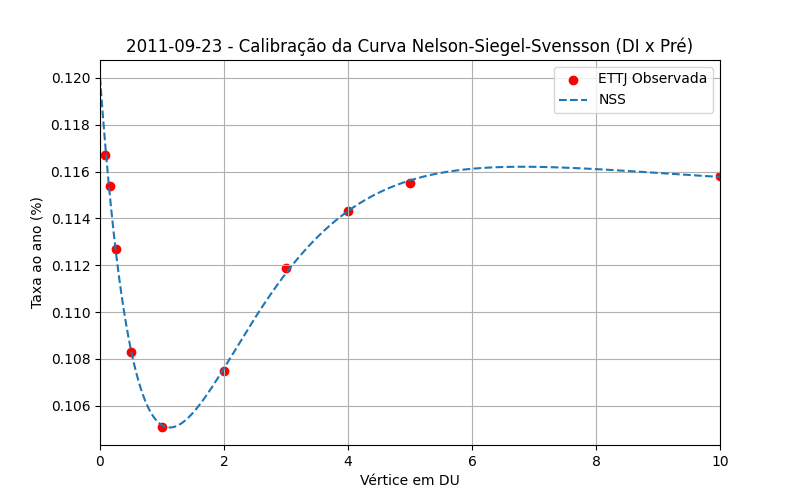 2011-09-23 - Calibração da Curva Nelson-Siegel-Svensson (DI x Pré)
ETTJ Observada
NSS
Taxa ao ano (%)
0.120
0.118
0.116
0.114
0.112
0.110
0.108
0.106
0
2
4
6
8
10
Vértice em DU